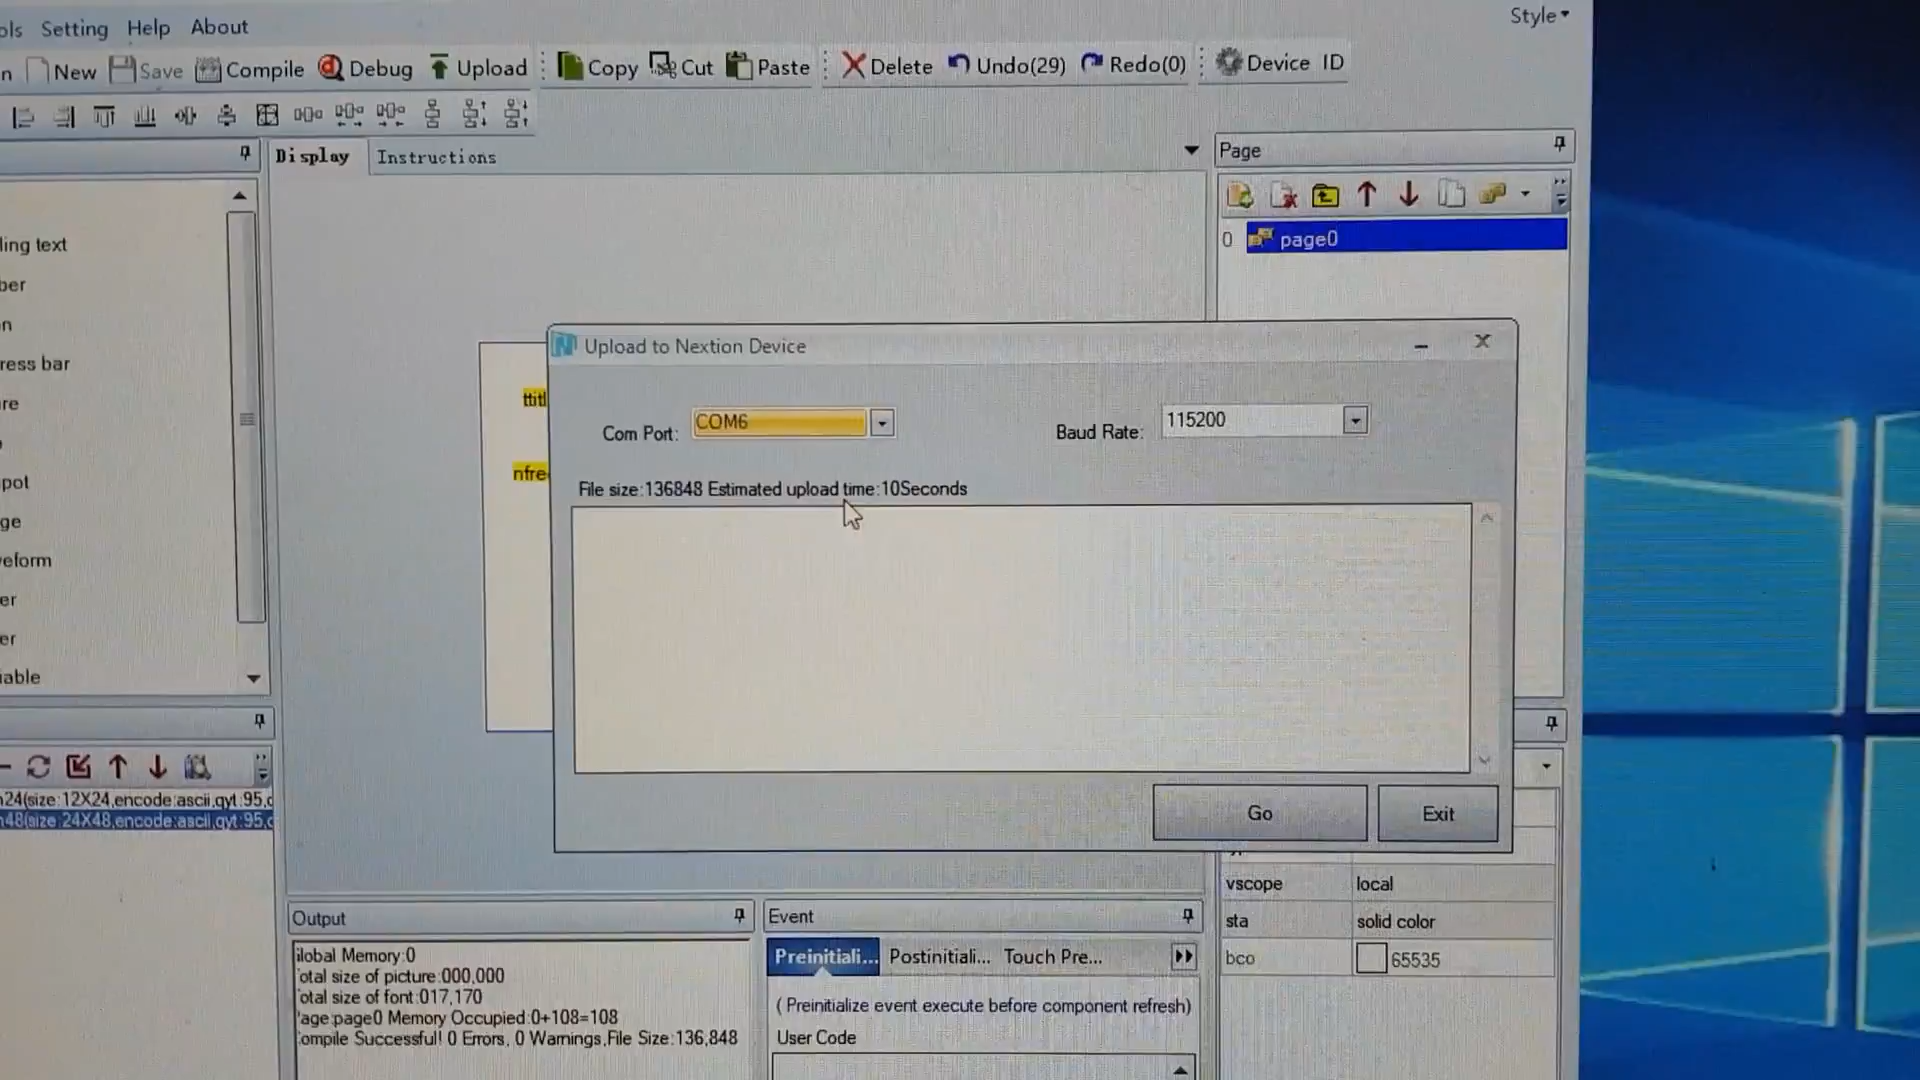 ols Setting Help About
Style
n New Save Compile Debug Upload Copy Cut Paste Delete Undo(29) Redo(0) Device ID
Display Instructions
Page
0 page0
ling text
ber
n
ress bar
re
pot
ge
eform
er
er
iable
Upload to Nextion Device
ttitl
nfre
Com Port: COM6
Baud Rate: 115200
File size:136848 Estimated upload time:10Seconds
Go Exit
24(size:12X24,encode:ascii,qyt:95,c
48(size:24X48,encode:ascii,qyt:95,c
vscope local
sta solid color
bco 65535
Output
lobal Memory:0
otal size of picture:000,000
otal size of font:017,170
age:page0 Memory Occupied:0+108=108
ompile Successful! 0 Errors, 0 Warnings,File Size:136,848
Event
Preinitiali... Postinitiali... Touch Pre...
( Preinitialize event execute before component refresh)
User Code